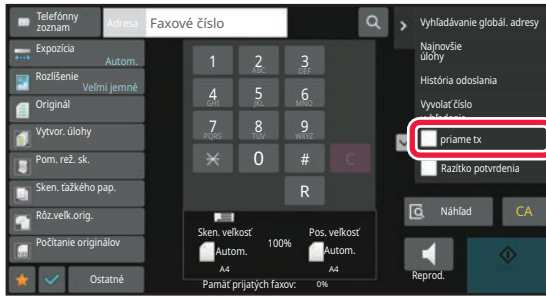 Telefónny
zoznam
Adresa
Faxové číslo
Expozícia
Autom.
Rozlíšenie
Veľmi jemné
Originál
Vytvor. úlohy
Pom. rež. sk.
Sken. ťažkého pap.
Rôz.veľk.orig.
Počítanie originálov
Ostatné
1
2
ABC
3
DEF
4
GHI
5
JKL
6
MNO
7
PQRS
8
TUV
9
WXYZ
0
#
C
R
Sken. veľkosť
Autom.
A4
100%
Pos. veľkosť
Autom.
A4
Pamäť prijatých faxov: 0%
Vyhľadávanie globál. adresy
Najnovšie
úlohy
História odoslania
Vyvolať číslo
priame tx
Razítko potvrdenia
Náhľad
CA
Reprod.